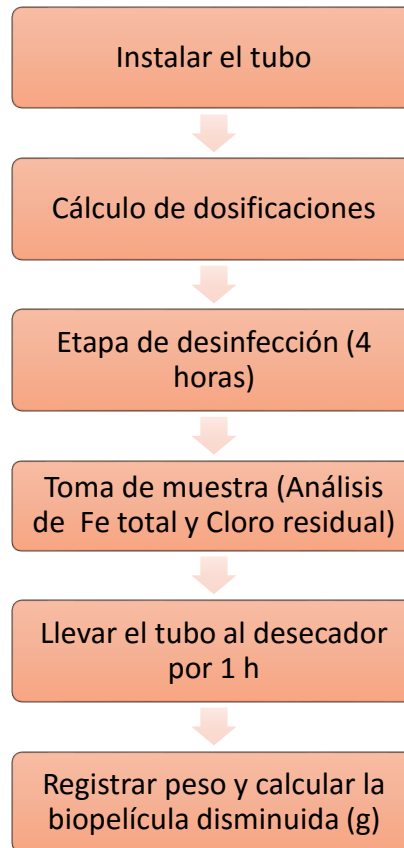 Instalar el tubo
Cálculo de dosificaciones
Etapa de desinfección (4
horas)
Toma de muestra (Análisis
de Fe total y Cloro residual)
Llevar el tubo al desecador
por 1 h
Registrar peso y calcular la
biopelícula disminuida (g)